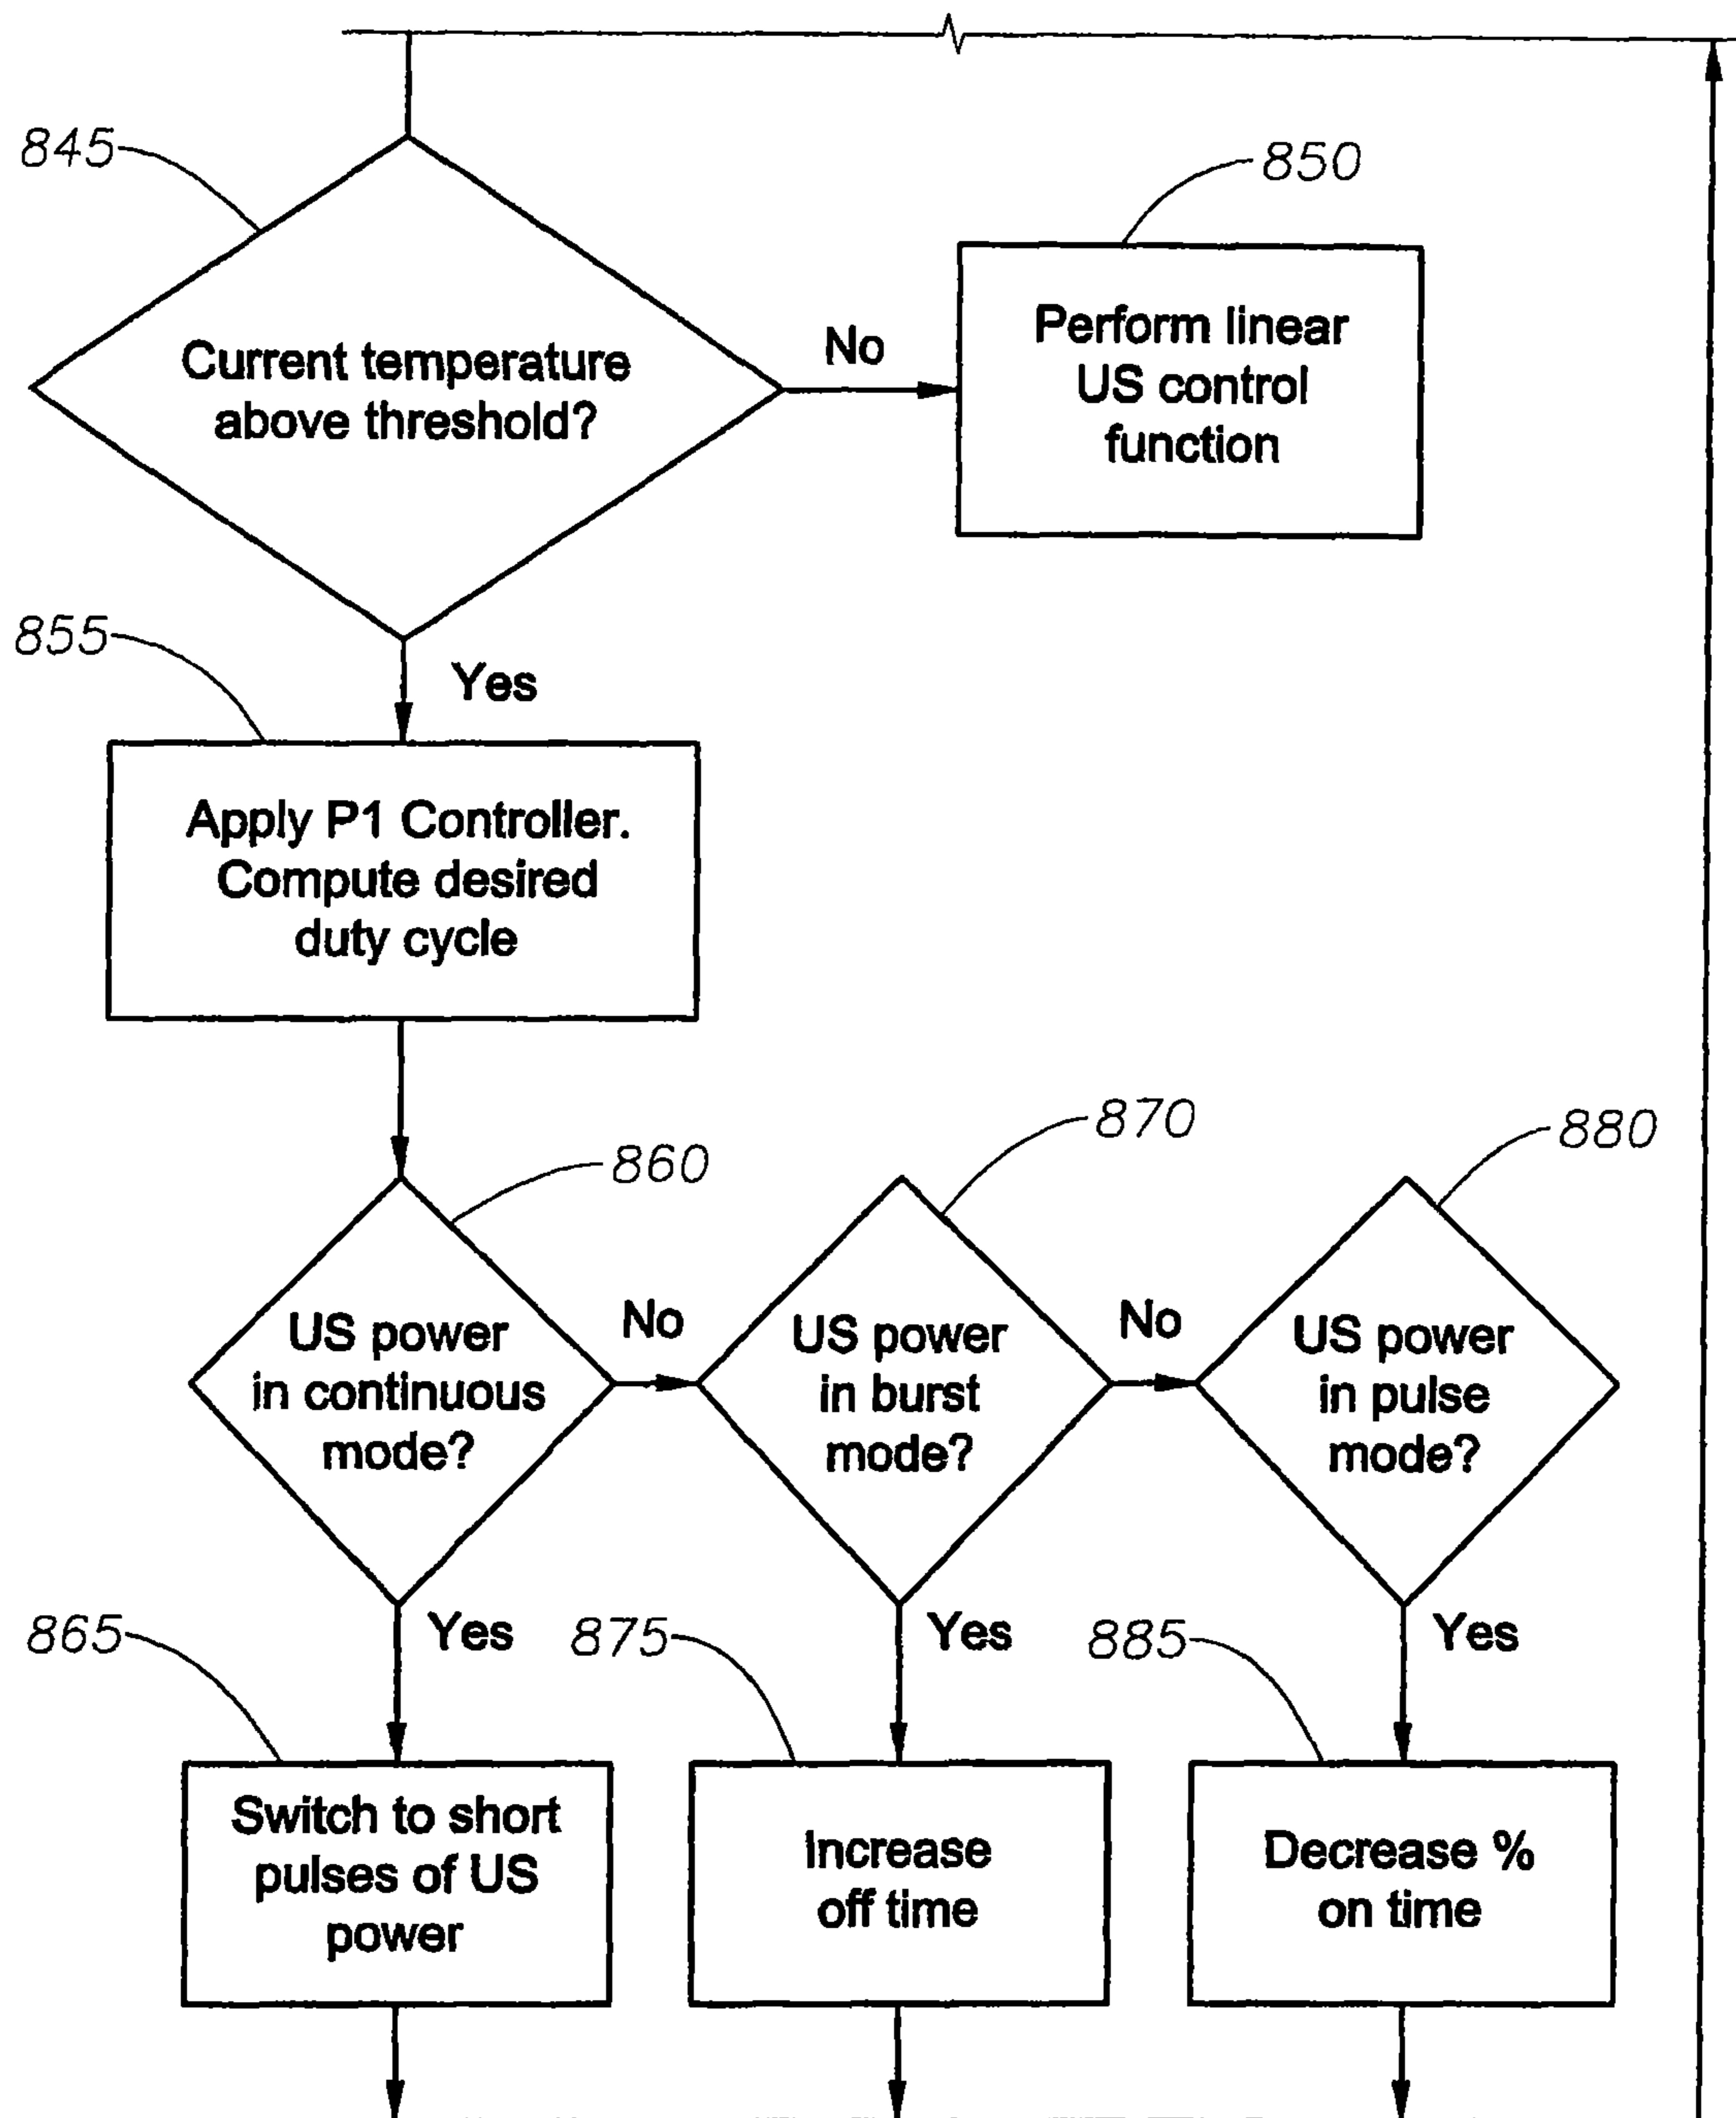 845
850
Current temperature
above threshold?
No
Perform linear
US control
function
855
Yes
Apply P1 Controller.
Compute desired
duty cycle
860
870
880
US power
in continuous
mode?
No
US power
in burst
mode?
No
US power
in pulse
mode?
865
Yes
875
Yes
885
Yes
Switch to short
pulses of US
power
Increase
off time
Decrease %
on time